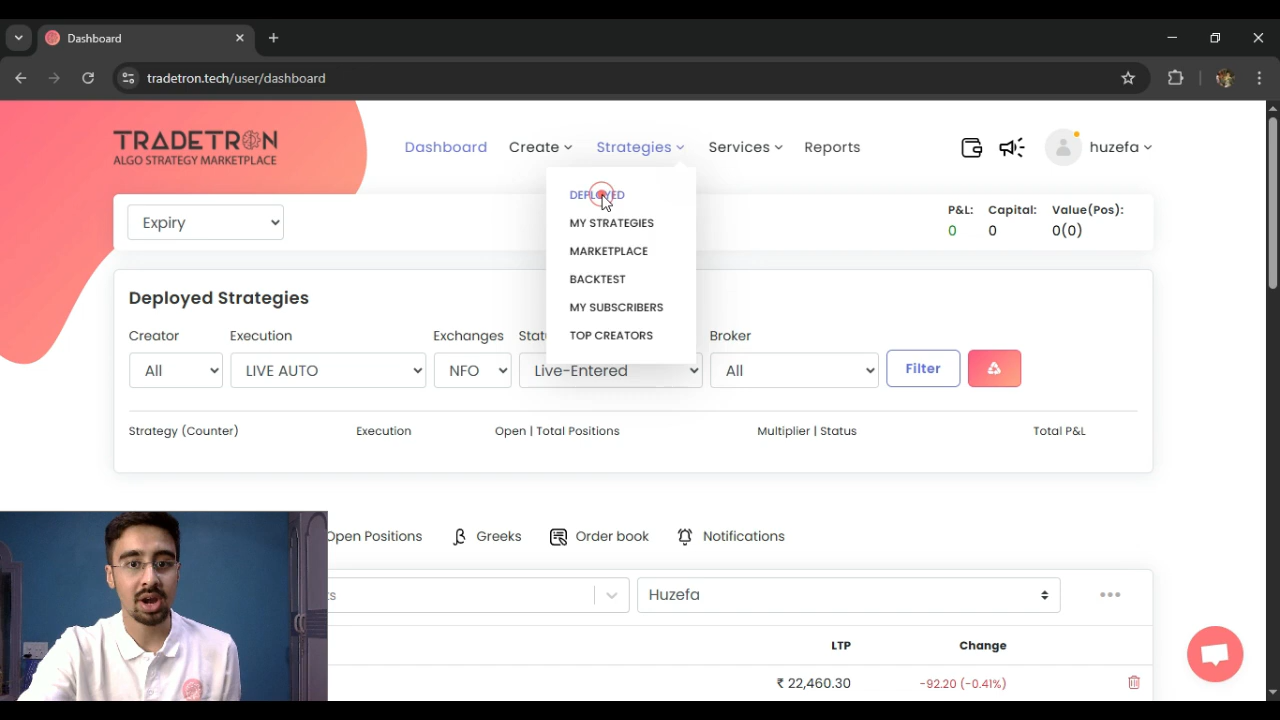 Dashboard
tradetron.tech/user/dashboard
TRADETRON
ALGO STRATEGY MARKETPLACE
Dashboard Create Strategies Services Reports huzefa
DEPLOYED
MY STRATEGIES
MARKETPLACE
BACKTEST
MY SUBSCRIBERS
TOP CREATORS
Expiry
P&L: Capital: Value(Pos):
0 0 0(0)
Deployed Strategies
Creator Execution Exchanges Broker
All LIVE AUTO NFO Live-Entered All Filter
Strategy (Counter) Execution Open | Total Positions Multiplier | Status Total P&L
Open Positions Greeks Order book Notifications
Huzefa
LTP Change
₹ 22,460.30 -92.20 (-0.41%)